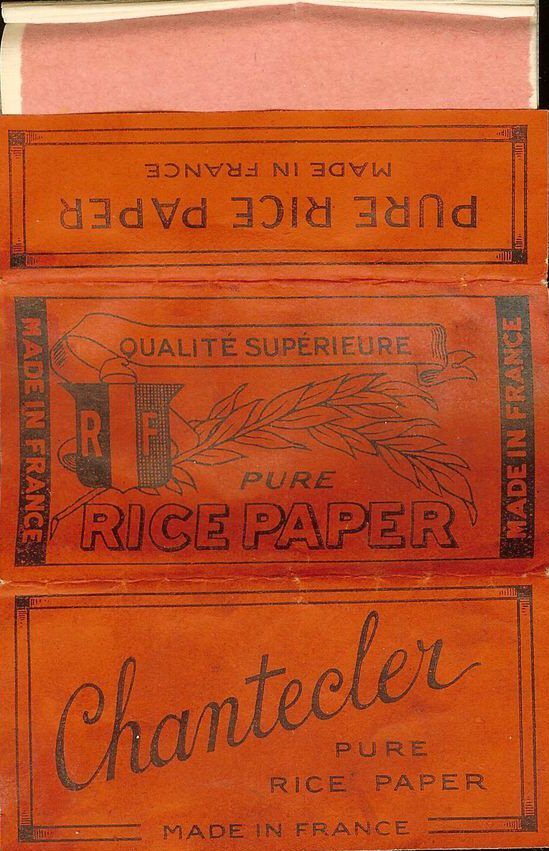 PURE RICE PAPER
MADE IN FRANCE
MADE IN FRANCE
QUALITÉ SUPÉRIEURE
R F
PURE
RICE PAPER
MADE IN FRANCE
Chantecler
PURE
RICE PAPER
MADE IN FRANCE